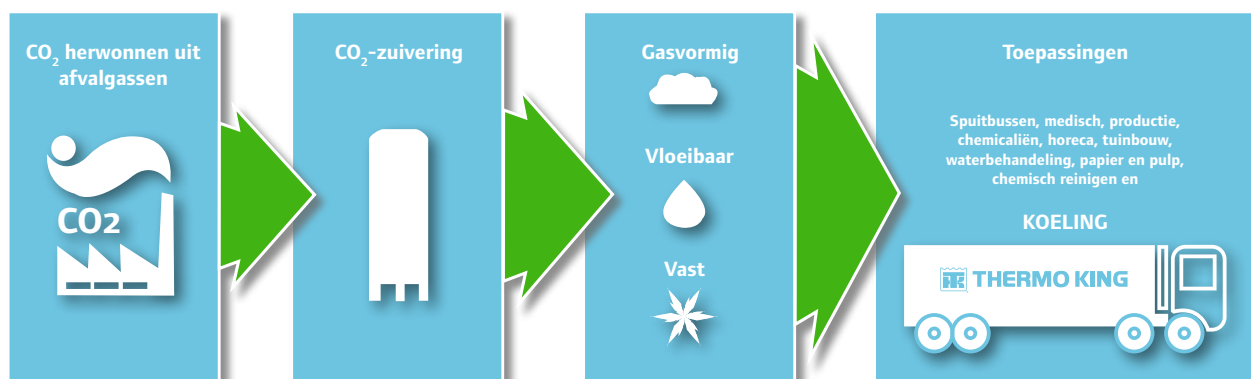 CO₂ herwonnen uit
afvalgassen
CO2
CO₂-zuivering
Gasvormig
Vloeibaar
Vast
Toepassingen
Spuitbussen, medisch, productie,
chemicaliën, horeca, tuinbouw,
waterbehandeling, papier en pulp,
chemisch reinigen en
KOELING
THERMO KING